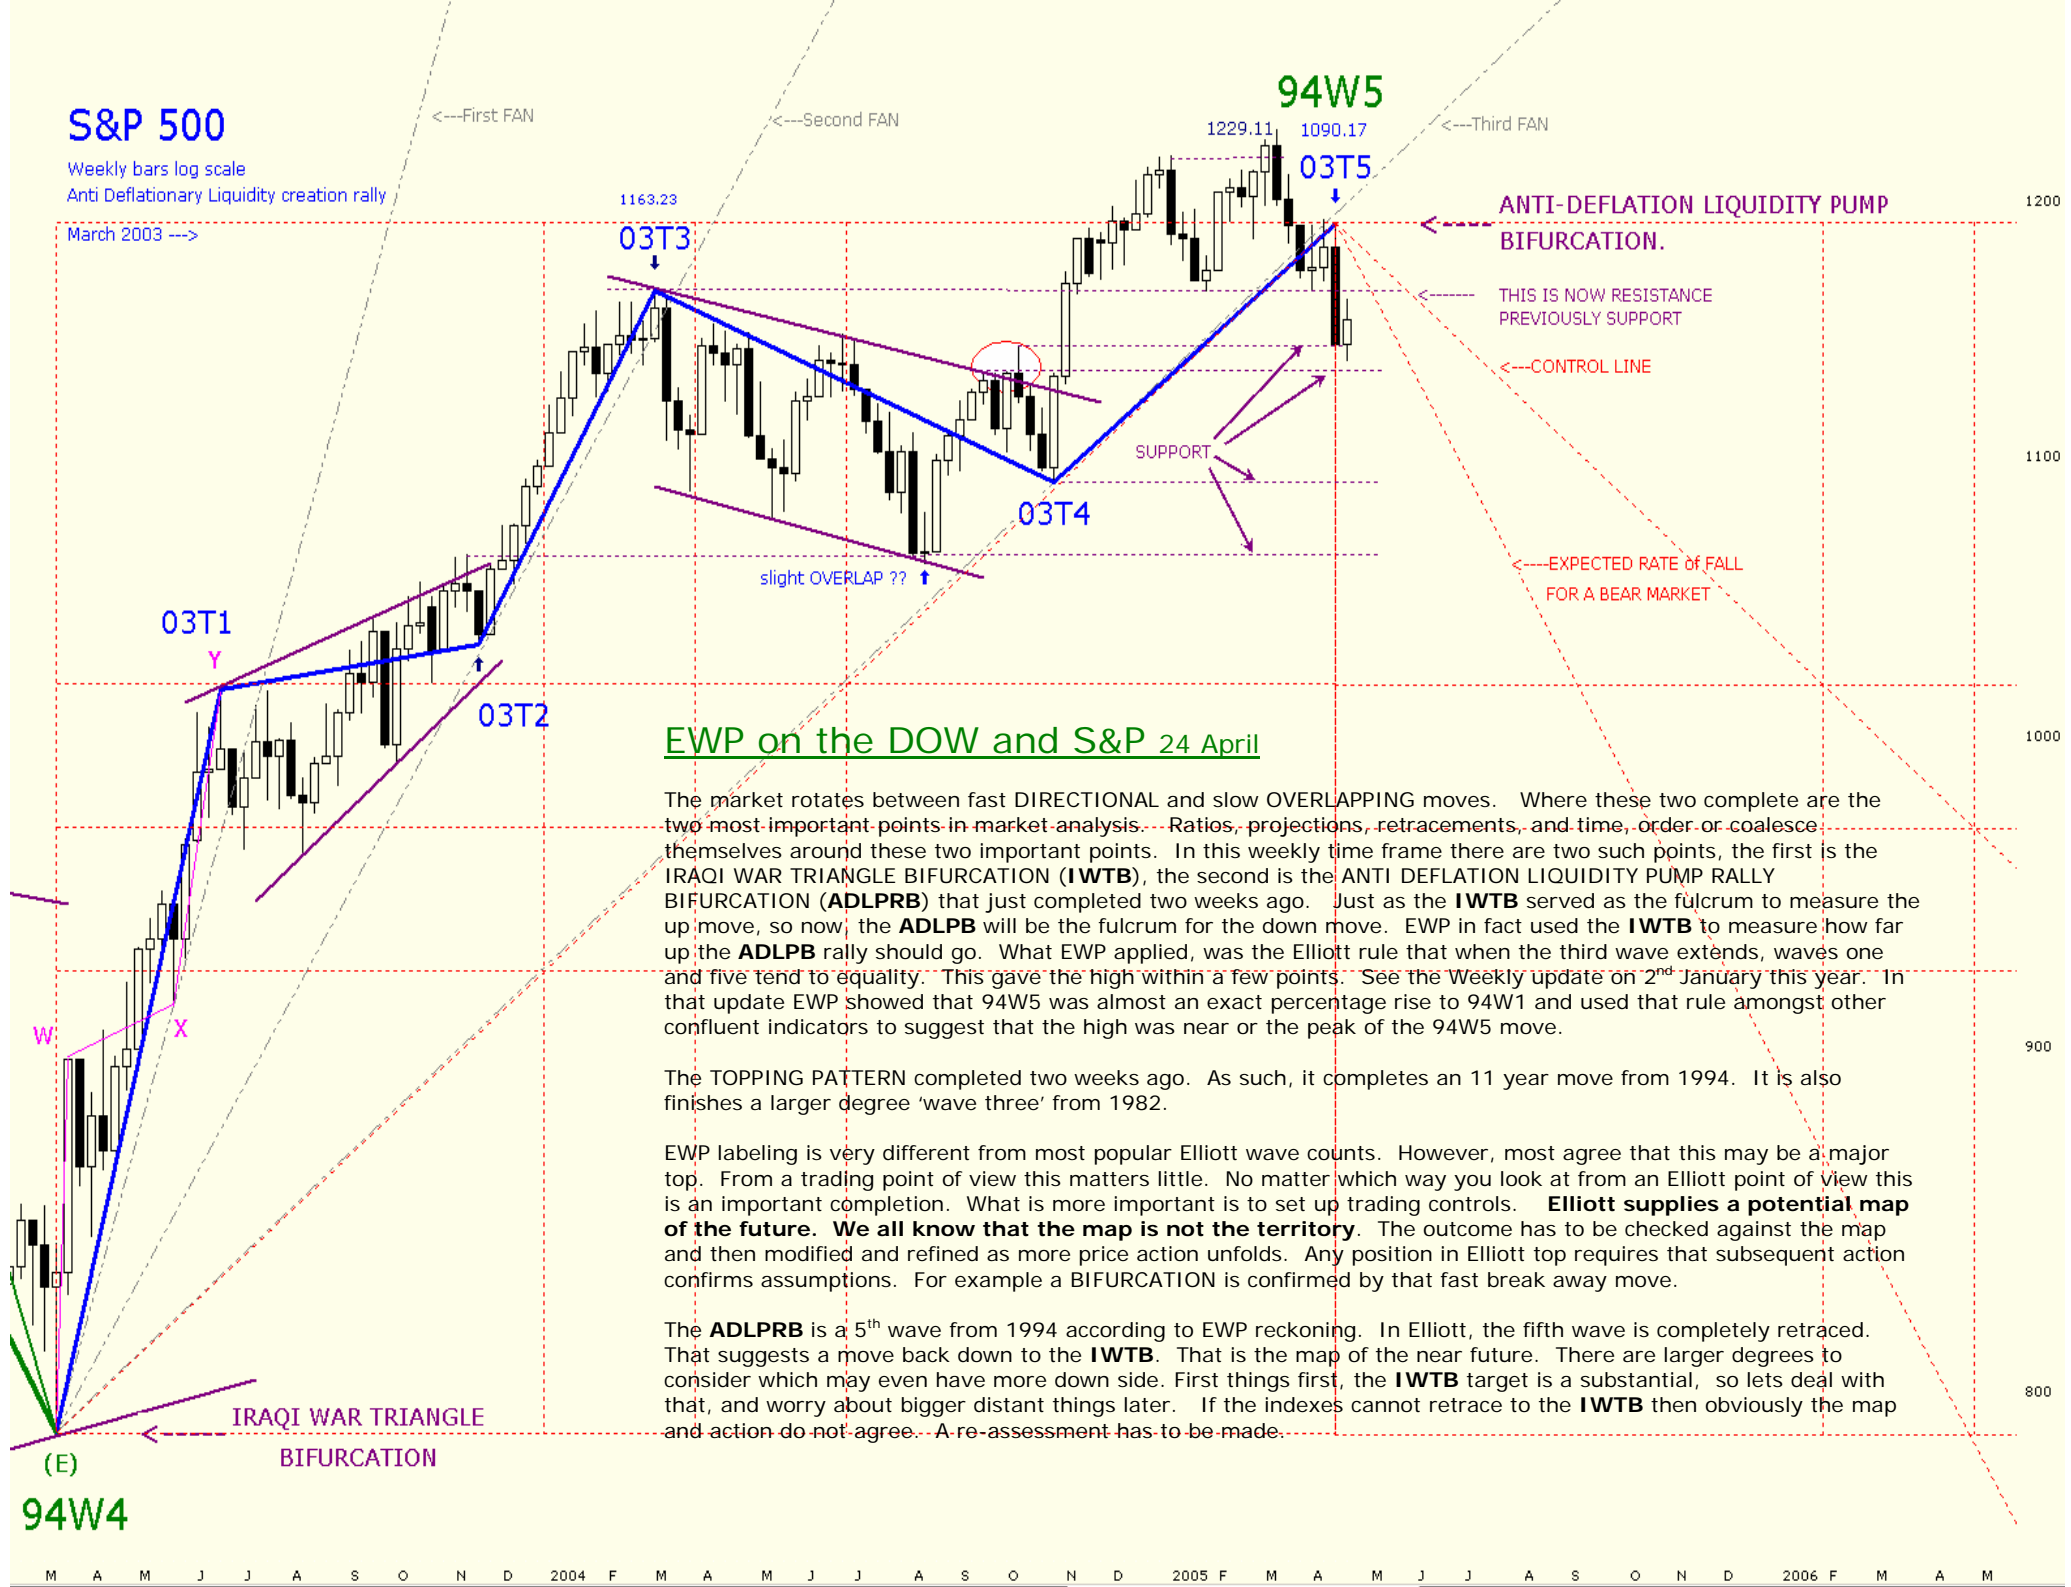 94W5
<---First FAN
<---Second FAN
<---Third FAN
S&P 500
1229.11
1090.17
Weekly bars log scale
03T5
Anti Deflationary Liquidity creation rally
1163.23
ANTI-DEFLATION LIQUIDITY PUMP
BIFURCATION.
1200
March 2003 --->
03T3
THIS IS NOW RESISTANCE
PREVIOUSLY SUPPORT
<---CONTROL LINE
SUPPORT
1100
03T4
slight OVERLAP ??
<----EXPECTED RATE of FALL
FOR A BEAR MARKET
03T1
Y
03T2
1000
EWP on the DOW and S&P 24 April
The market rotates between fast DIRECTIONAL and slow OVERLAPPING moves. Where these two complete are the
two most important points in market analysis. Ratios, projections, retracements, and time, order or coalesce
themselves around these two important points. In this weekly time frame there are two such points, the first is the
IRAQI WAR TRIANGLE BIFURCATION (IWTB), the second is the ANTI DEFLATION LIQUIDITY PUMP RALLY
BIFURCATION (ADLPRB) that just completed two weeks ago. Just as the IWTB served as the fulcrum to measure the
up move, so now, the ADLPB will be the fulcrum for the down move. EWP in fact used the IWTB to measure how far
up the ADLPB rally should go. What EWP applied, was the Elliott rule that when the third wave extends, waves one
and five tend to equality. This gave the high within a few points. See the Weekly update on 2nd January this year. In
that update EWP showed that 94W5 was almost an exact percentage rise to 94W1 and used that rule amongst other
confluent indicators to suggest that the high was near or the peak of the 94W5 move.
W
X
900
The TOPPING PATTERN completed two weeks ago. As such, it completes an 11 year move from 1994. It is also
finishes a larger degree ‘wave three’ from 1982.
EWP labeling is very different from most popular Elliott wave counts. However, most agree that this may be a major
top. From a trading point of view this matters little. No matter which way you look at from an Elliott point of view this
is an important completion. What is more important is to set up trading controls. Elliott supplies a potential map
of the future. We all know that the map is not the territory. The outcome has to be checked against the map
and then modified and refined as more price action unfolds. Any position in Elliott top requires that subsequent action
confirms assumptions. For example a BIFURCATION is confirmed by that fast break away move.
The ADLPRB is a 5th wave from 1994 according to EWP reckoning. In Elliott, the fifth wave is completely retraced.
That suggests a move back down to the IWTB. That is the map of the near future. There are larger degrees to
consider which may even have more down side. First things first, the IWTB target is a substantial, so lets deal with
that, and worry about bigger distant things later. If the indexes cannot retrace to the IWTB then obviously the map
and action do not agree. A re-assessment has to be made.
800
IRAQI WAR TRIANGLE
BIFURCATION
(E)
94W4
M A M J J A S O N D 2004 F M A M J J A S O N D 2005 F M A M J J A S O N D 2006 F M A M